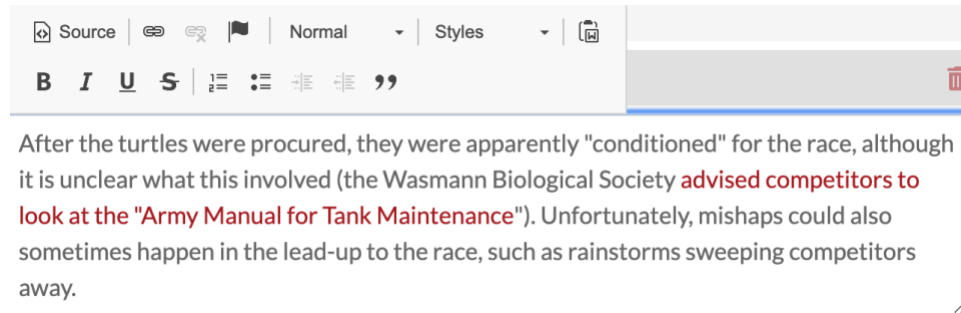 Source Normal Styles
B I U S
After the turtles were procured, they were apparently "conditioned" for the race, although
it is unclear what this involved (the Wasmann Biological Society advised competitors to
look at the "Army Manual for Tank Maintenance"). Unfortunately, mishaps could also
sometimes happen in the lead-up to the race, such as rainstorms sweeping competitors
away.